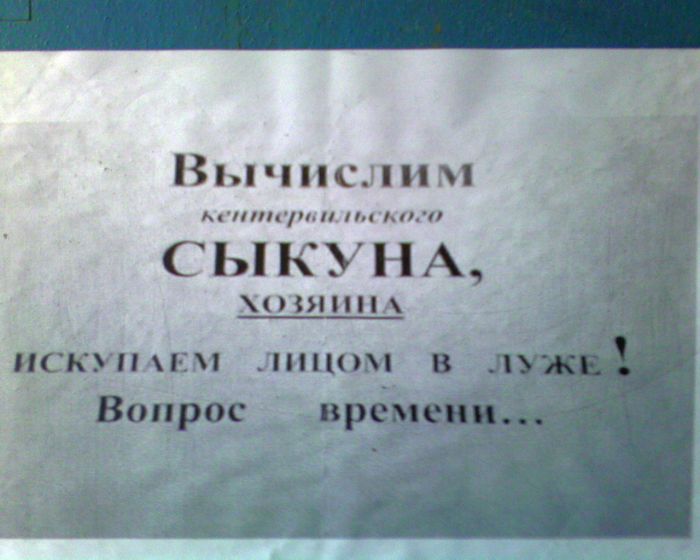 Вычислим
кентервильского
СЫКУНА,
ХОЗЯИНА
ИСКУПАЕМ ЛИЦОМ В ЛУЖЕ!
Вопрос времени...